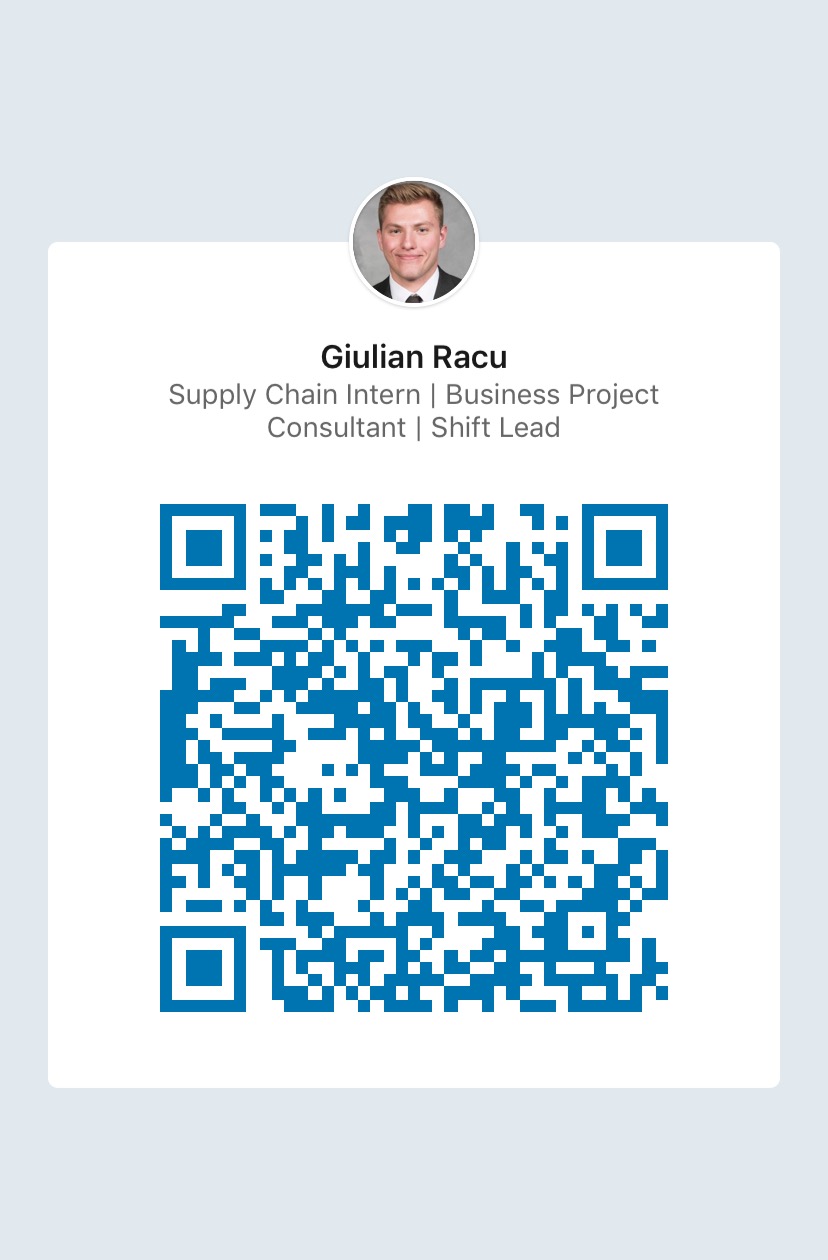 Giulian Racu
Supply Chain Intern | Business Project
Consultant | Shift Lead